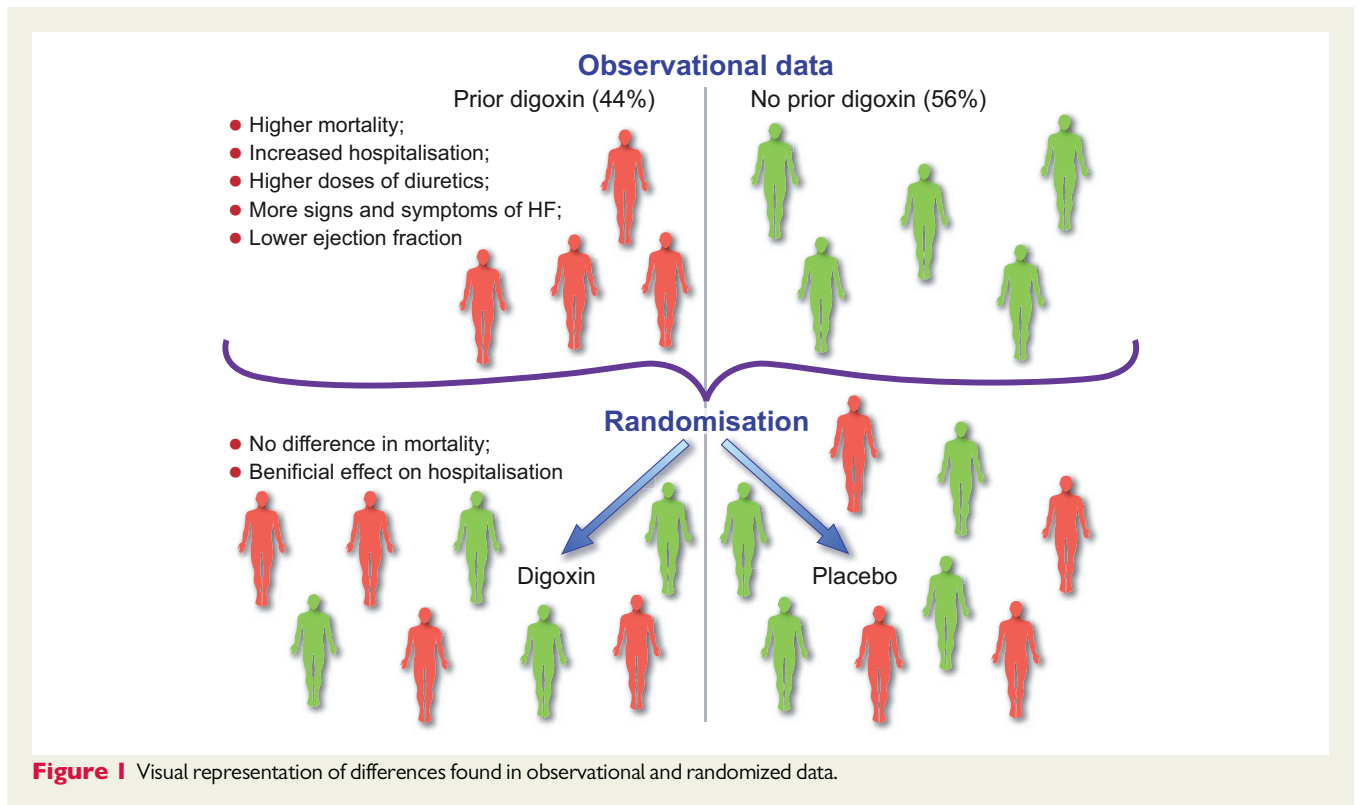 Observational data
Prior digoxin (44%)
No prior digoxin (56%)
• Higher mortality;
• Increased hospitalisation;
• Higher doses of diuretics;
• More signs and symptoms of HF;
• Lower ejection fraction
Randomisation
• No difference in mortality;
• Benificial effect on hospitalisation
Digoxin
Placebo
Figure 1 Visual representation of differences found in observational and randomized data.